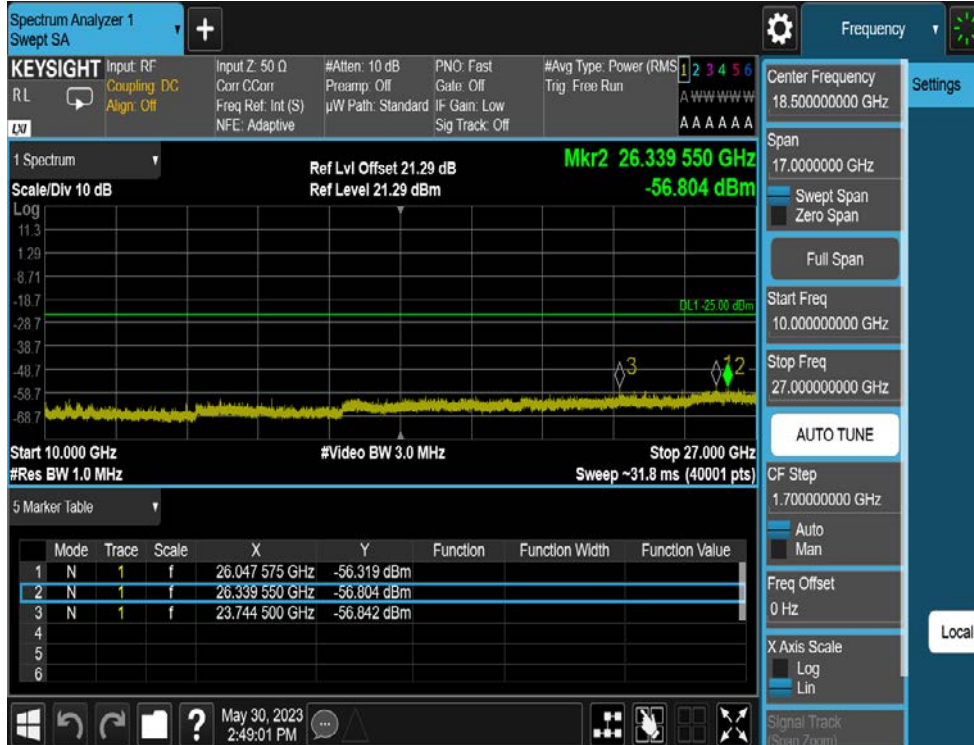 Spectrum Analyzer 1
Swept SA
+
Frequency
KEYSIGHT
RL
LXI
Input: RF
Coupling: DC
Align: Off
Input Z: 50 Ω
Corr CCorr
Freq Ref: Int (S)
NFE: Adaptive
#Atten: 10 dB
Preamp: Off
µW Path: Standard
PNO: Fast
Gate: Off
IF Gain: Low
Sig Track: Off
#Avg Type: Power (RMS
Trig: Free Run
1 2 3 4 5 6
A W W W W W
A A A A A A
Center Frequency
18.500000000 GHz
Settings
1 Spectrum
Scale/Div 10 dB
Ref Lvl Offset 21.29 dB
Ref Level 21.29 dBm
Mkr2 26.339 550 GHz
-56.804 dBm
Log
11.3
1.29
-8.71
-18.7
-28.7
-38.7
-48.7
-58.7
-68.7
DL1 -25.00 dBm
3
1 2
Start 10.000 GHz
#Res BW 1.0 MHz
#Video BW 3.0 MHz
Stop 27.000 GHz
Sweep ~31.8 ms (40001 pts)
Span
17.0000000 GHz
Swept Span
Zero Span
Full Span
Start Freq
10.000000000 GHz
Stop Freq
27.000000000 GHz
AUTO TUNE
CF Step
1.700000000 GHz
Auto
Man
Freq Offset
0 Hz
X Axis Scale
Log
Lin
Signal Track
(Span Zoom)
Local
5 Marker Table
Mode Trace Scale X Y Function Function Width Function Value
1 N 1 f 26.047 575 GHz -56.319 dBm
2 N 1 f 26.339 550 GHz -56.804 dBm
3 N 1 f 23.744 500 GHz -56.842 dBm
4
5
6
?
May 30, 2023
2:49:01 PM